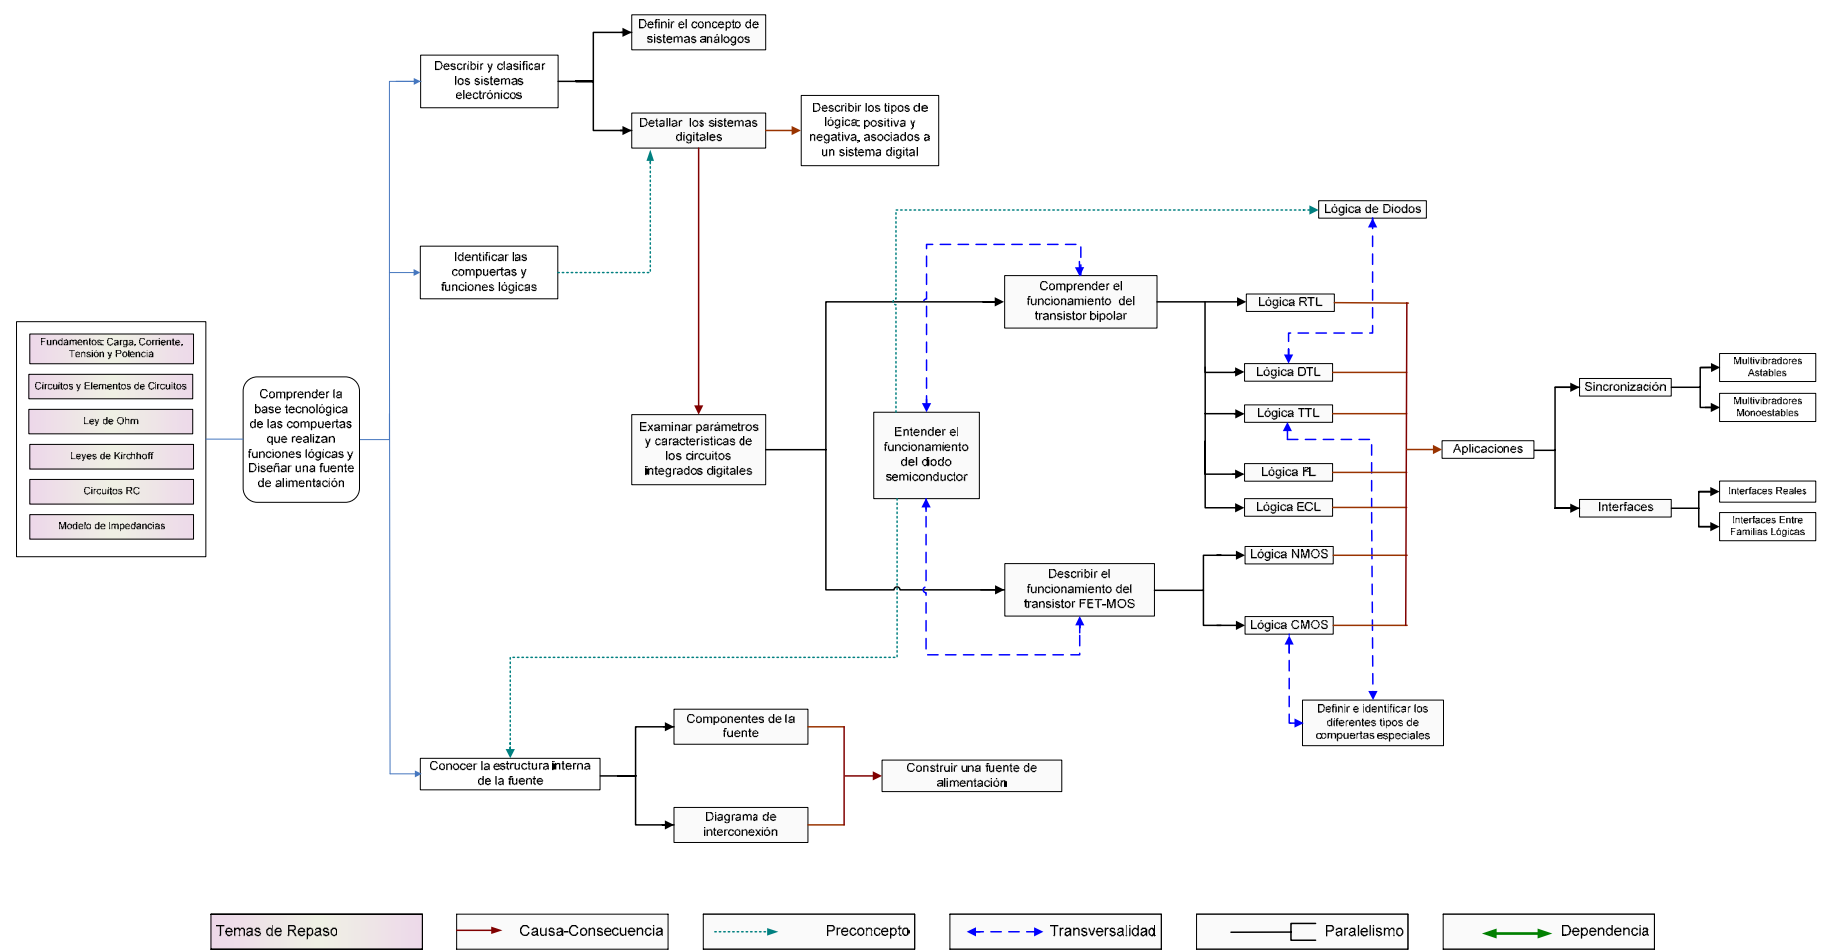 Definir el concepto de
sistemas análogos
Describir y clasificar
los sistemas
electrónicos
Detallar los sistemas
digitales
Describir los tipos de
lógica: positiva y
negativa, asociados a
un sistema digital
Lógica de Diodos
Identificar las
compuertas y
funciones lógicas
Comprender el
funcionamiento del
transistor bipolar
Lógica RTL
Fundamentos: Carga, Corriente,
Tensión y Potencia
Circuitos y Elementos de Circuitos
Ley de Ohm
Leyes de Kirchhoff
Circuitos RC
Modelo de Impedancias
Comprender la
base tecnológica
de las compuertas
que realizan
funciones lógicas y
Diseñar una fuente
de alimentación
Examinar parámetros
y características de
los circuitos
integrados digitales
Entender el
funcionamiento
del diodo
semiconductor
Lógica DTL
Lógica TTL
Lógica I²L
Lógica ECL
Lógica NMOS
Lógica CMOS
Describir el
funcionamiento del
transistor FET-MOS
Aplicaciones
Sincronización
Multivibradores
Astables
Multivibradores
Monoestables
Interfaces
Interfaces Reales
Interfaces Entre
Familias Lógicas
Definir e identificar los
diferentes tipos de
compuertas especiales
Conocer la estructura interna
de la fuente
Componentes de la
fuente
Diagrama de
interconexión
Construir una fuente de
alimentación
Temas de Repaso
Causa-Consecuencia
Preconcepto
Transversalidad
Paralelismo
Dependencia